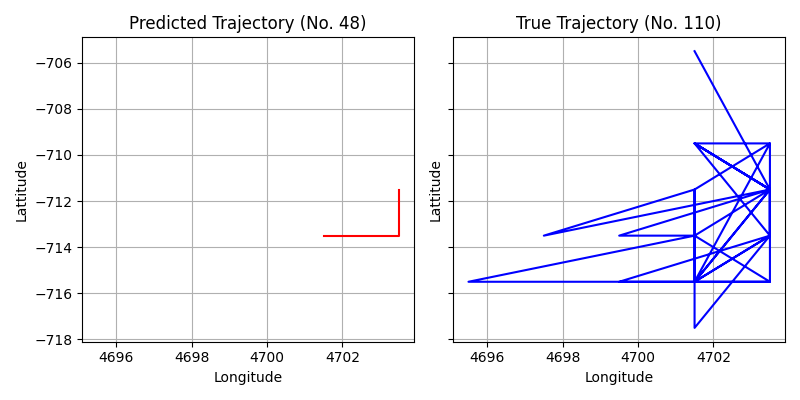 Predicted Trajectory (No. 48)
True Trajectory (No. 110)
−706
−708
−710
−712
−714
−716
−718
Lattitude
Lattitude
4696 4698 4700 4702
4696 4698 4700 4702
Longitude
Longitude